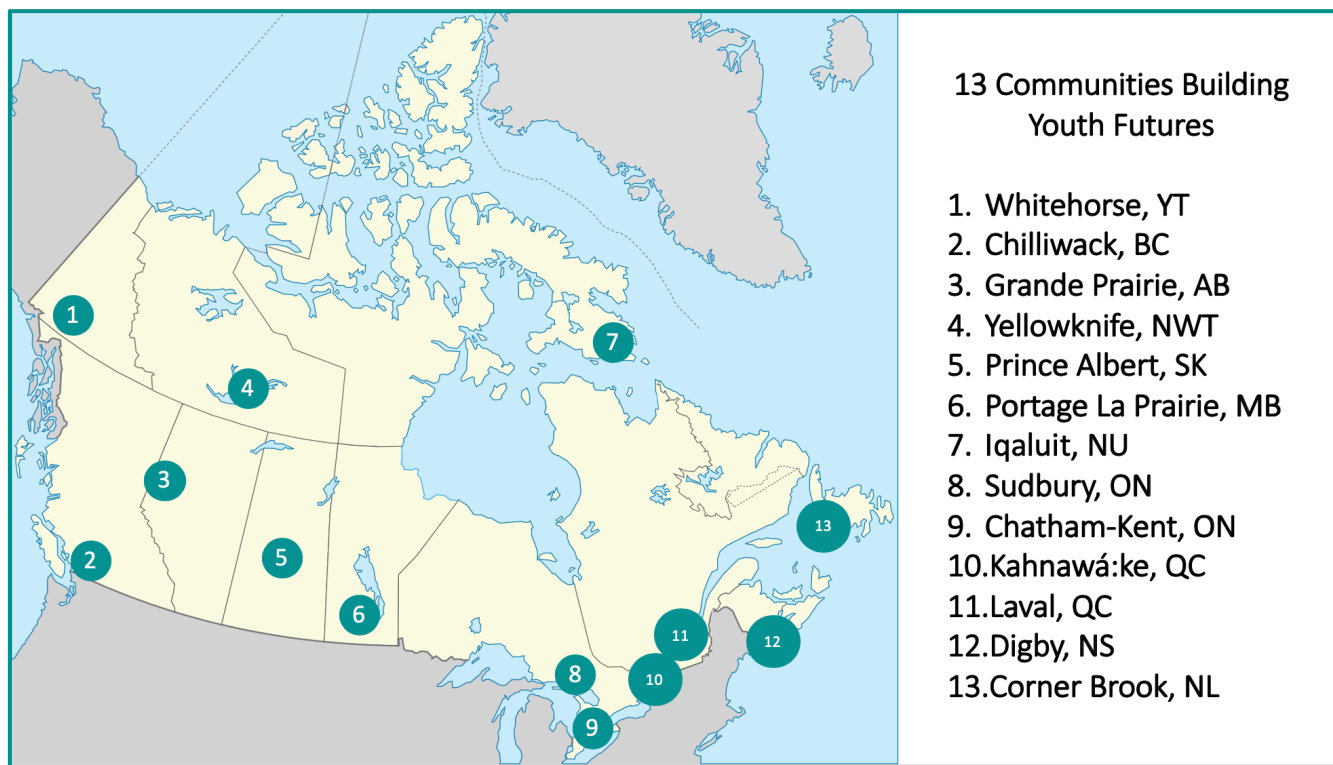 13 Communities Building
Youth Futures
1. Whitehorse, YT
2. Chilliwack, BC
3. Grande Prairie, AB
4. Yellowknife, NWT
5. Prince Albert, SK
6. Portage La Prairie, MB
7. Iqaluit, NU
8. Sudbury, ON
9. Chatham-Kent, ON
10.Kahnawá:ke, QC
11.Laval, QC
12.Digby, NS
13.Corner Brook, NL
1
7
4
3
13
5
2
6
11
12
8
10
9